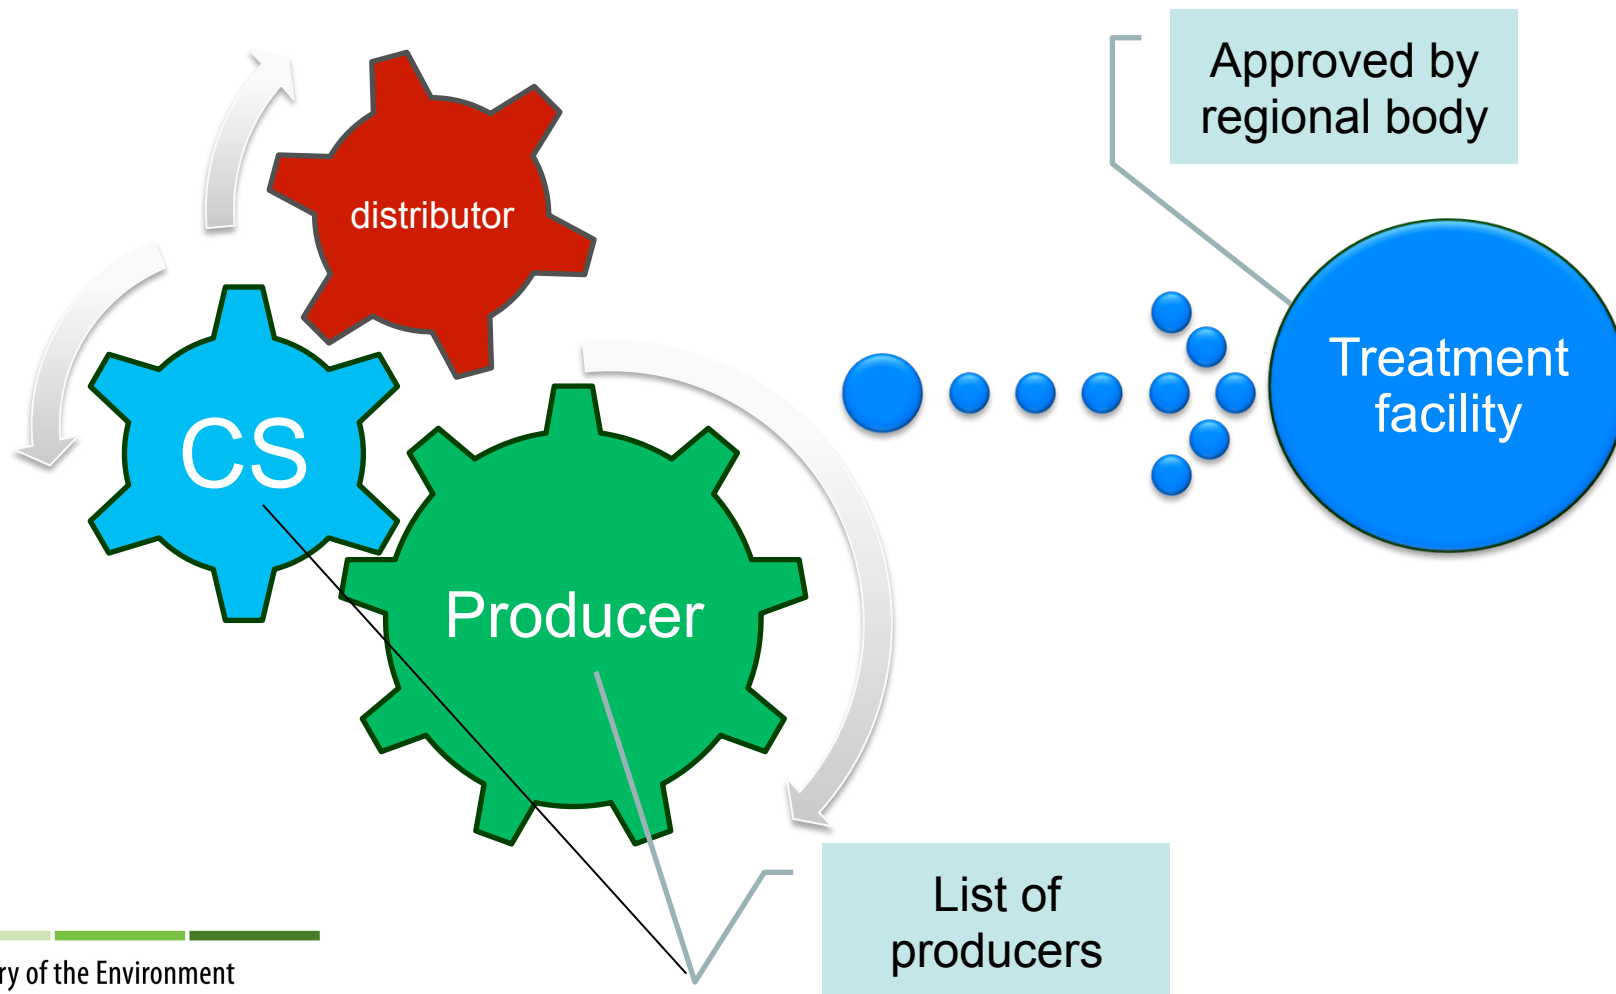 Approved by
regional body
distributor
Treatment
facility
CS
Producer
List of
producers
ry of the Environment